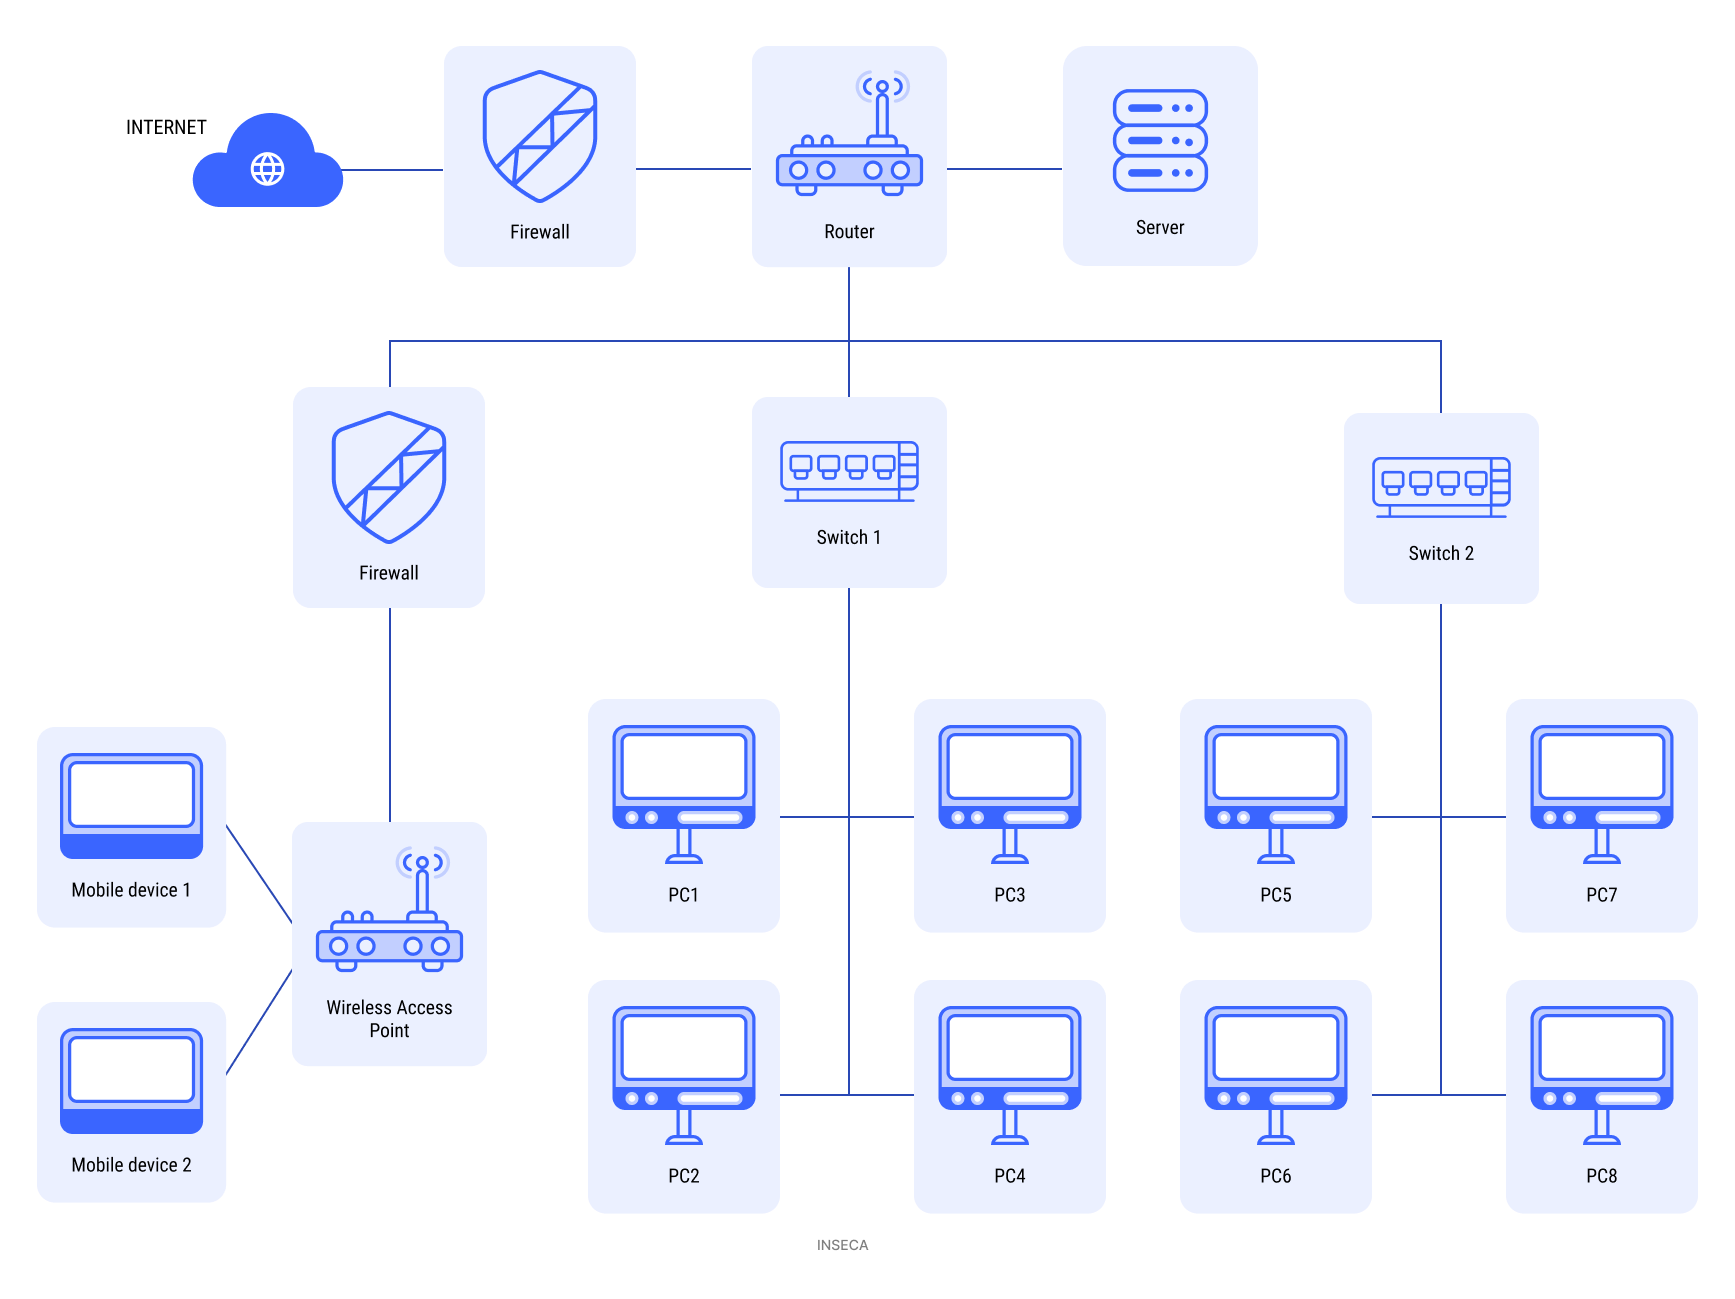 INTERNET
Firewall
Router
Server
Firewall
Switch 1
Switch 2
Mobile device 1
Wireless Access
Point
Mobile device 2
PC1
PC3
PC5
PC7
PC2
PC4
PC6
PC8
INSECA